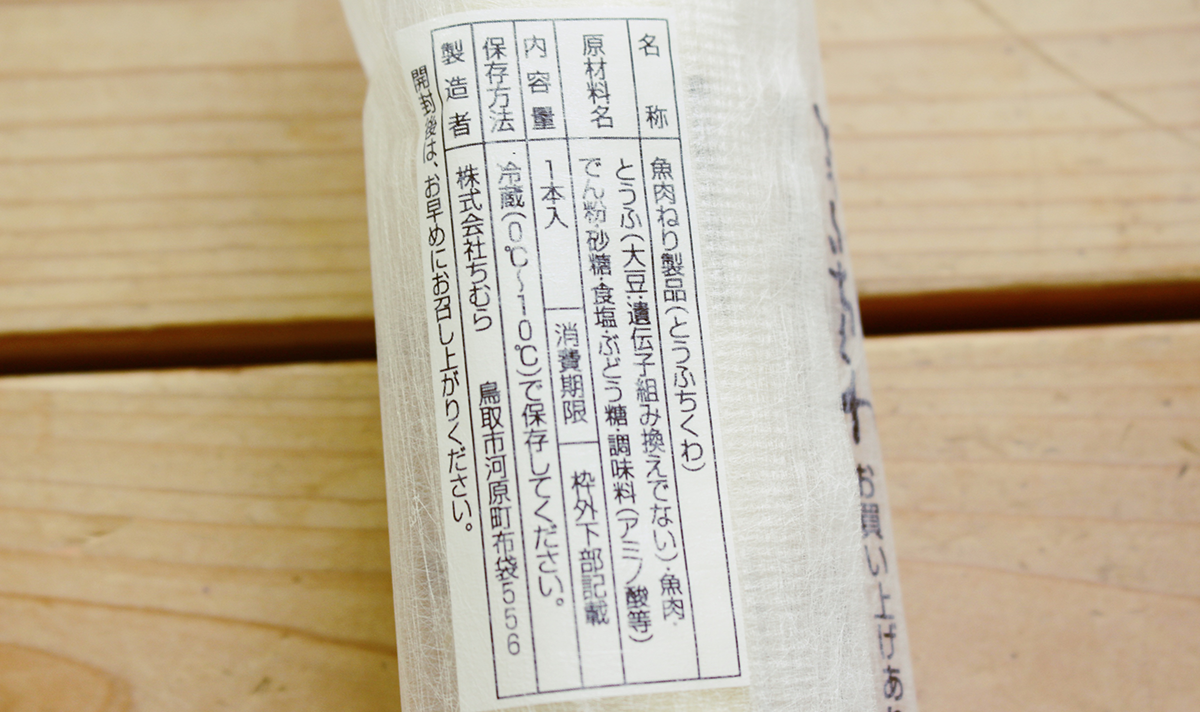 名称 魚肉ねり製品(とうふちくわ)
原材料名 とうふ(大豆:遺伝子組み換えでない)・魚肉・
でん粉・砂糖・食塩・ぶどう糖・調味料(アミノ酸等)
内容量 1本入 消費期限 枠外下部記載
保存方法 冷蔵(0℃〜10℃)で保存してください。
製造者 株式会社ちむら 鳥取市河原町布袋556
開封後は、お早めにお召し上がりください。
お買い上げあり